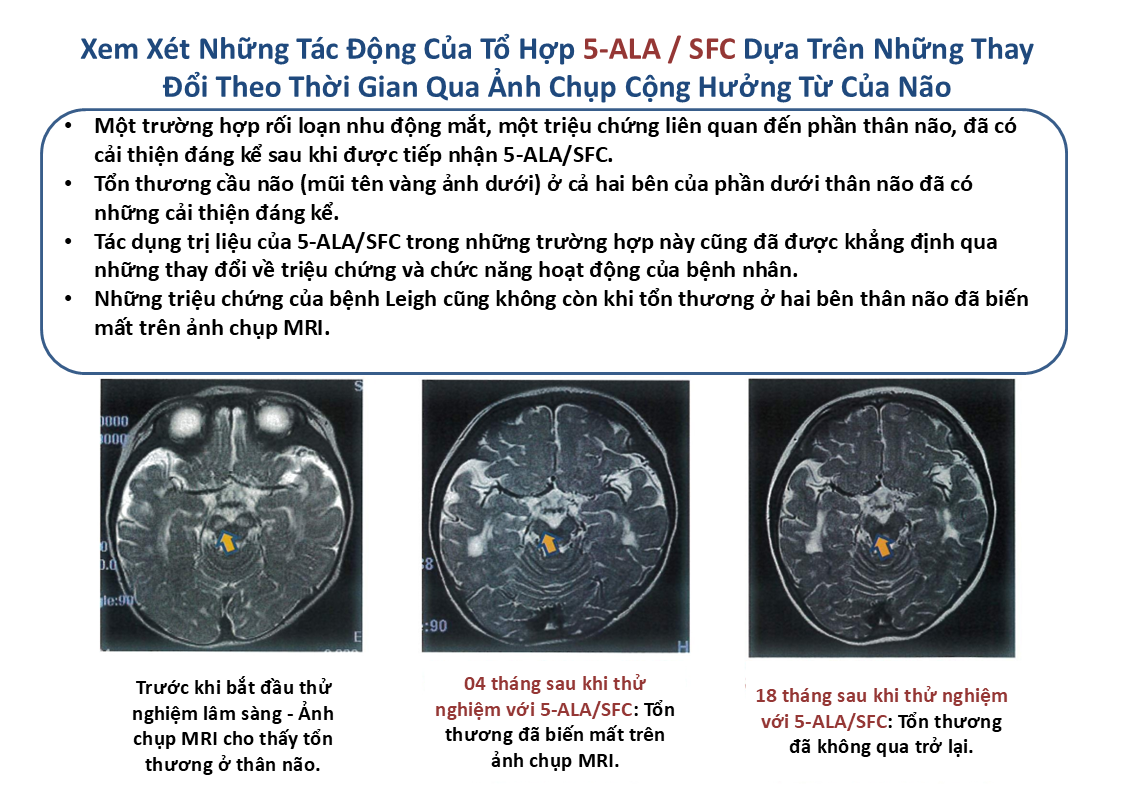 Xem Xét Những Tác Động Của Tổ Hợp 5-ALA / SFC Dựa Trên Những Thay
Đổi Theo Thời Gian Qua Ảnh Chụp Cộng Hưởng Từ Của Não
• Một trường hợp rối loạn nhu động mắt, một triệu chứng liên quan đến phần thân não, đã có
cải thiện đáng kể sau khi được tiếp nhận 5-ALA/SFC.
• Tổn thương cầu não (mũi tên vàng ảnh dưới) ở cả hai bên của phần dưới thân não đã có
những cải thiện đáng kể.
• Tác dụng trị liệu của 5-ALA/SFC trong những trường hợp này cũng đã được khẳng định qua
những thay đổi về triệu chứng và chức năng hoạt động của bệnh nhân.
• Những triệu chứng của bệnh Leigh cũng không còn khi tổn thương ở hai bên thân não đã biến
mất trên ảnh chụp MRI.
S
0000
0000
0
0.0
gle:90
E
38
:90
H
Trước khi bắt đầu thử
nghiệm lâm sàng - Ảnh
chụp MRI cho thấy tổn
thương ở thân não.
04 tháng sau khi thử
nghiệm với 5-ALA/SFC: Tổn
thương đã biến mất trên
ảnh chụp MRI.
18 tháng sau khi thử nghiệm
với 5-ALA/SFC: Tổn thương
đã không qua trở lại.